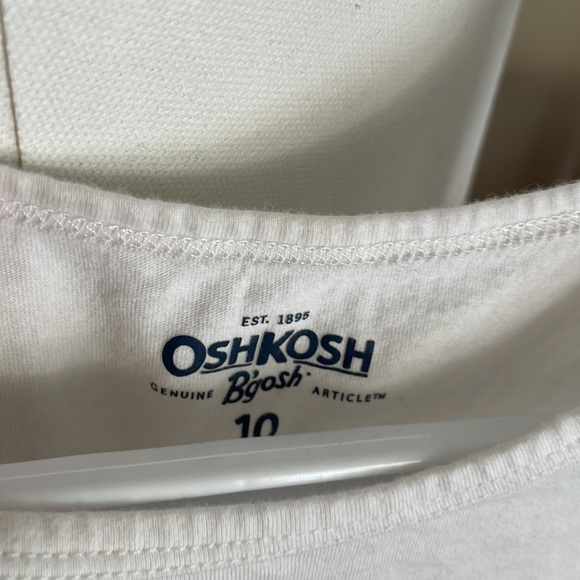 EST. 1895
OSHKOSH
GENUINE B'gosh ARTICLE™
10